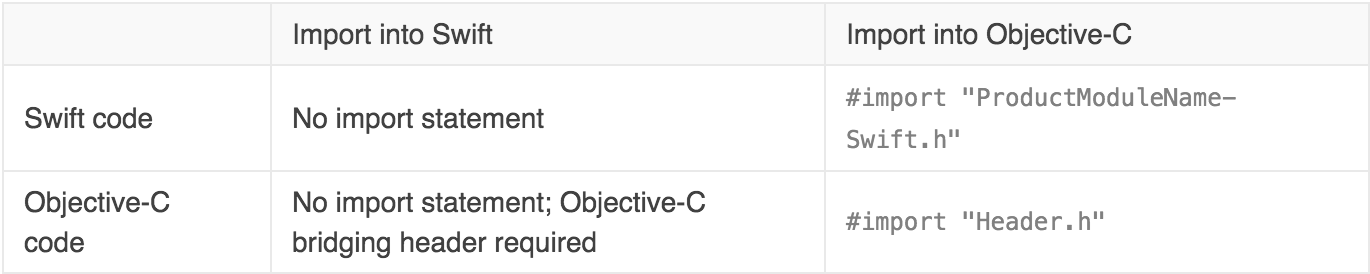 Import into Swift
Import into Objective-C
Swift code
No import statement
#import "ProductModuleName-
Swift.h"
Objective-C
code
No import statement; Objective-C
bridging header required
#import "Header.h"